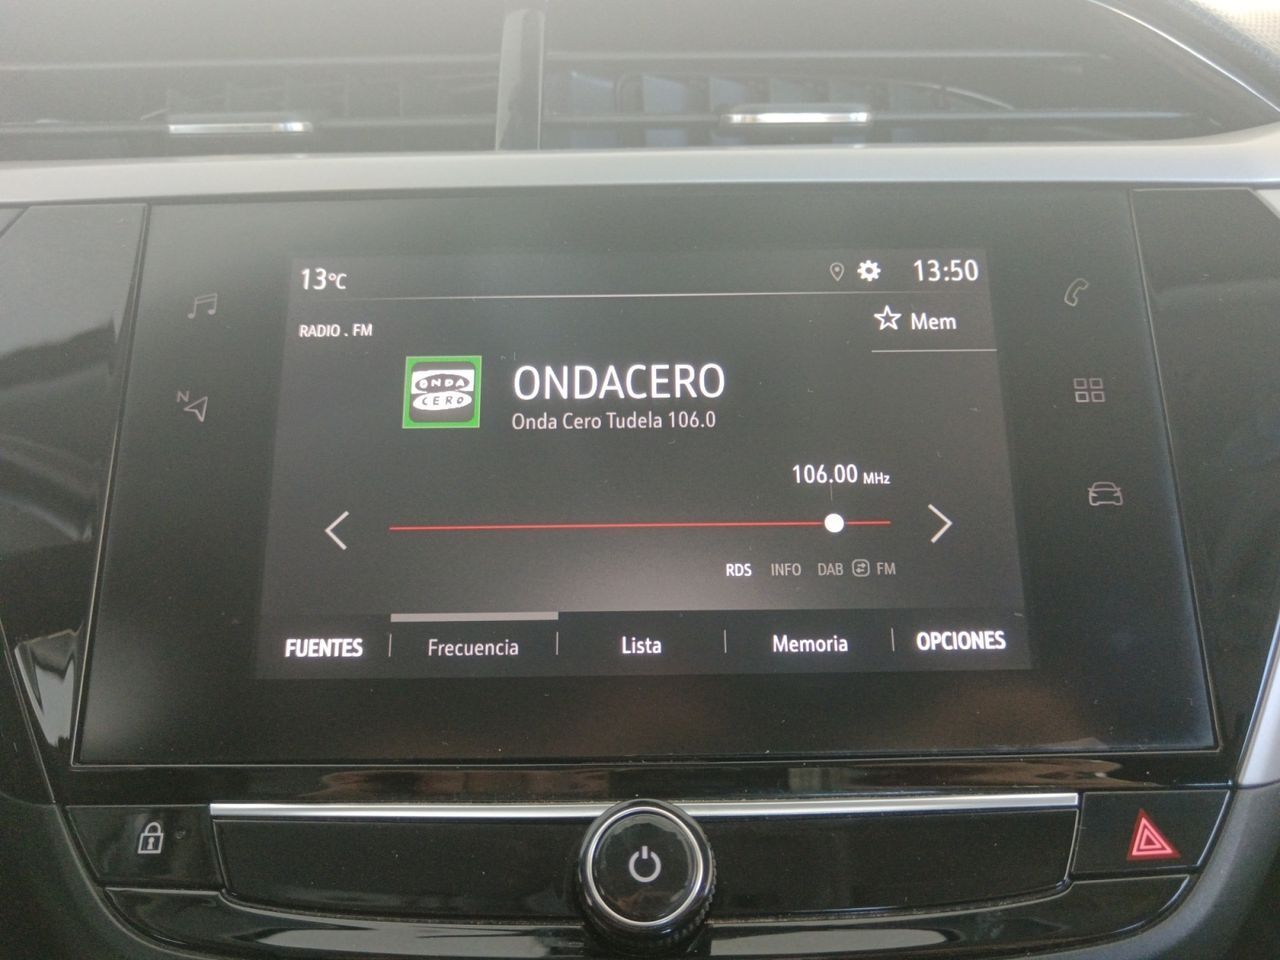 13°C
13:50
RADIO . FM
Mem
ONDA
CERO
ONDACERO
Onda Cero Tudela 106.0
106.00 MHz
RDS INFO DAB FM
FUENTES Frecuencia Lista Memoria OPCIONES
N